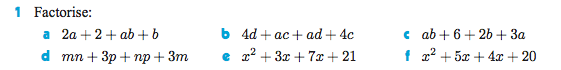 1 Factorise:
a 2a + 2 + ab + b b 4d + ac + ad + 4c c ab + 6 + 2b + 3a
d mn + 3p + np + 3m e x² + 3x + 7x + 21 f x² + 5x + 4x + 20